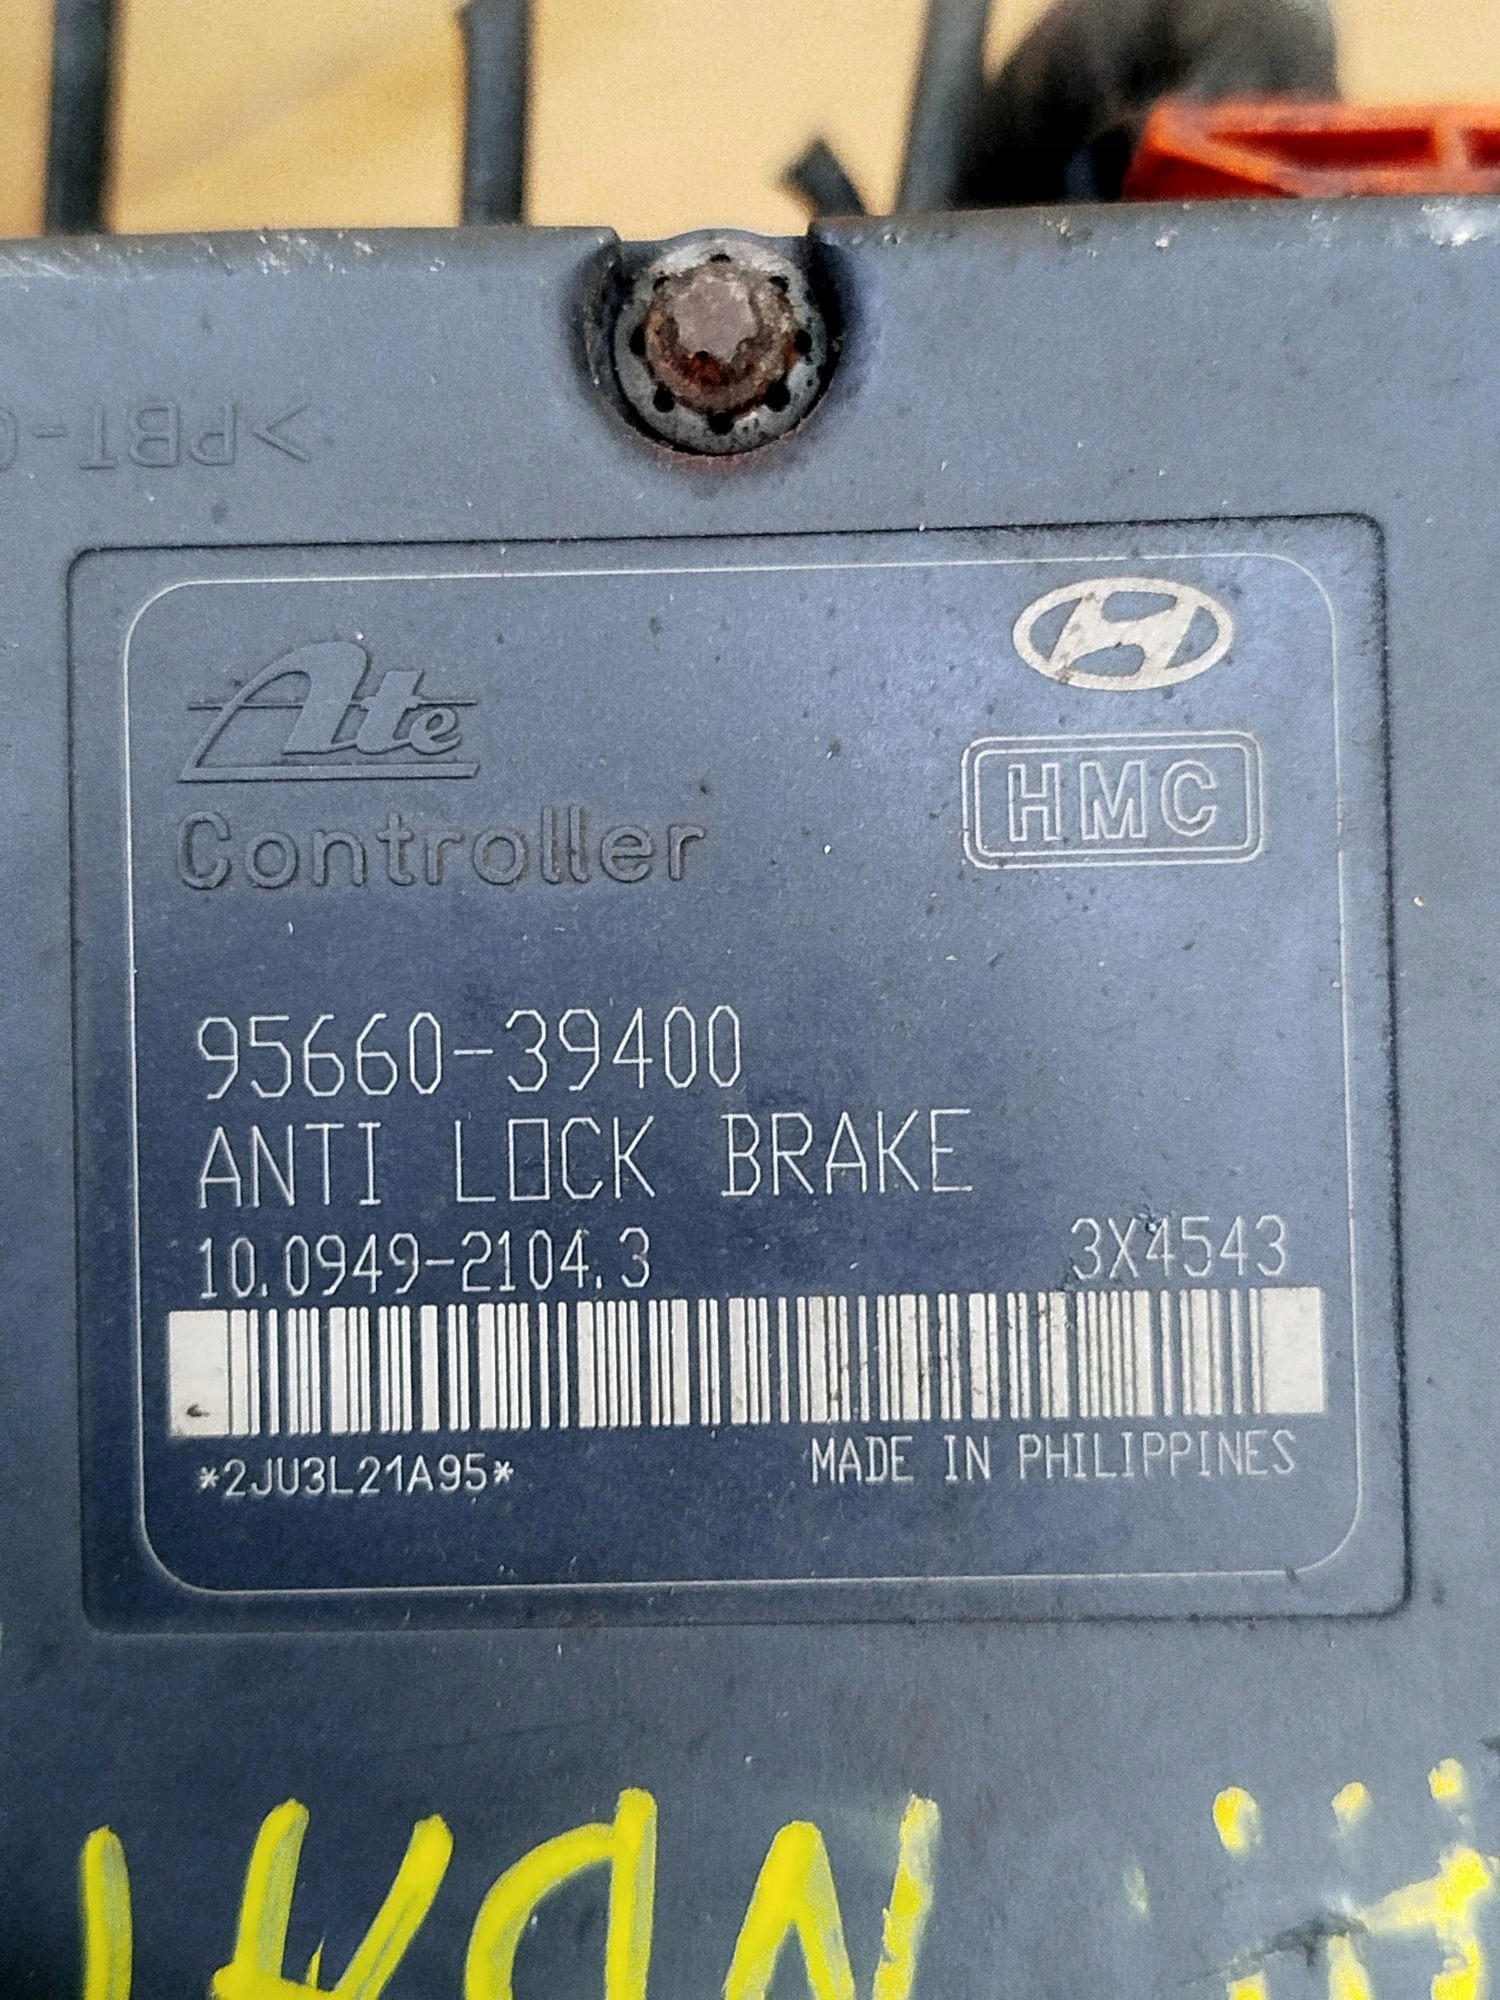 >PBT-
Ate
HMC
Controller
95660-39400
ANTI LOCK BRAKE
10.0949-2104.3 3X4543
*2JU3L21A95* MADE IN PHILIPPINES